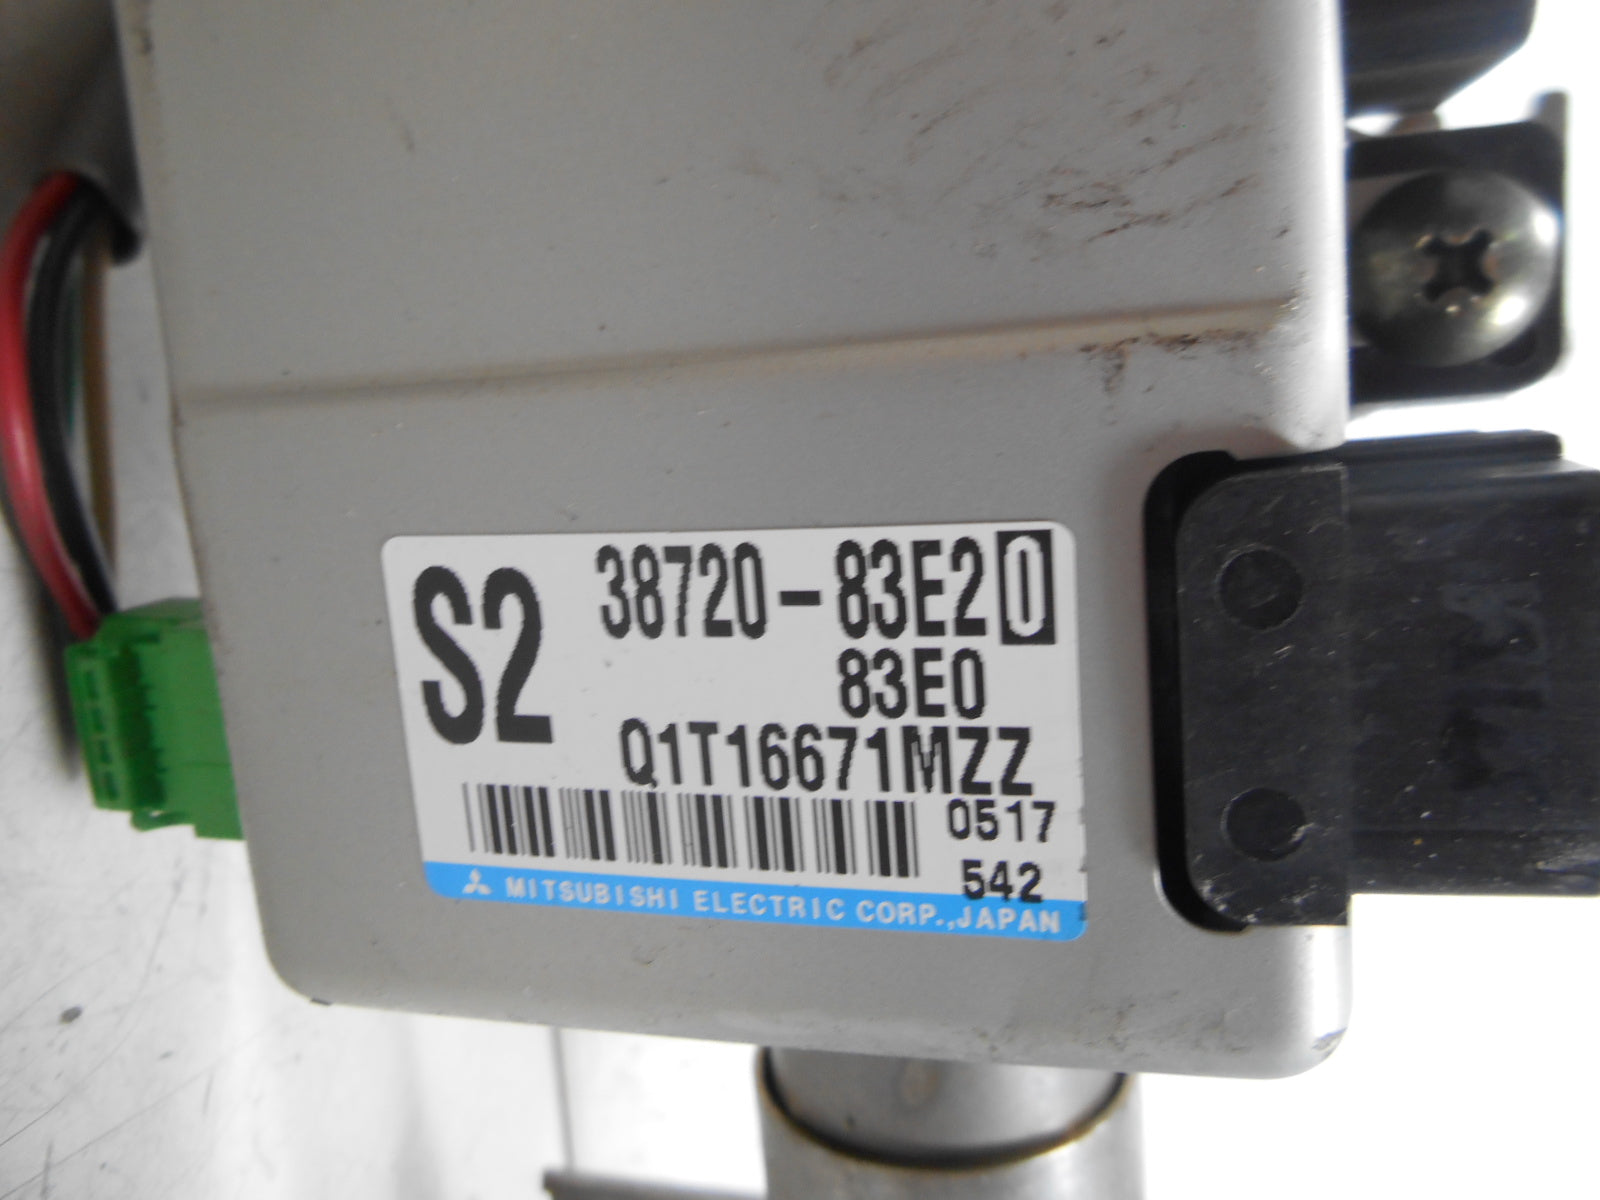 S2
38720-83E20
83E0
Q1T16671MZZ
0517
542
MITSUBISHI ELECTRIC CORP.,JAPAN